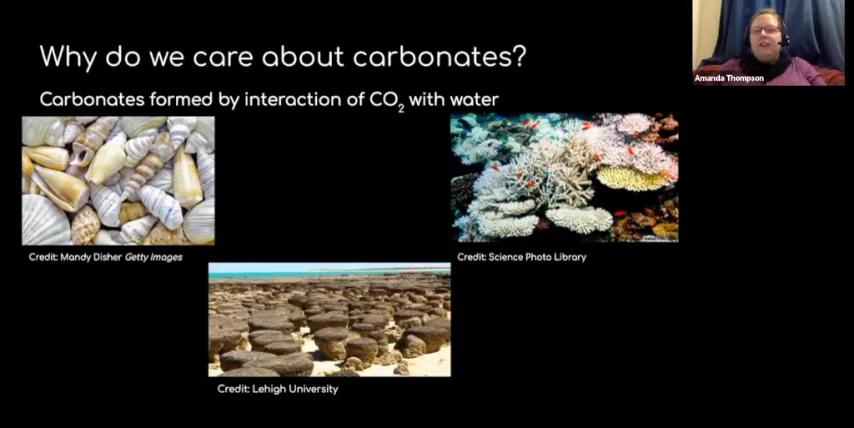 Why do we care about carbonates?
Amanda Thompson
Carbonates formed by interaction of CO2 with water
Credit: Mandy Disher Getty Images
Credit: Science Photo Library
Credit: Lehigh University